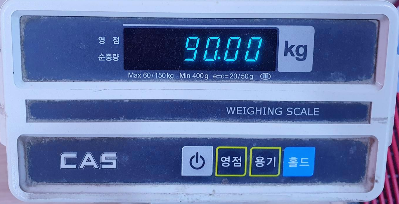 영 점
순중량
90.00 kg
Max 60/150kg Min 400g e=d=20/50g
WEIGHING SCALE
CAS
영점 용기 홀드